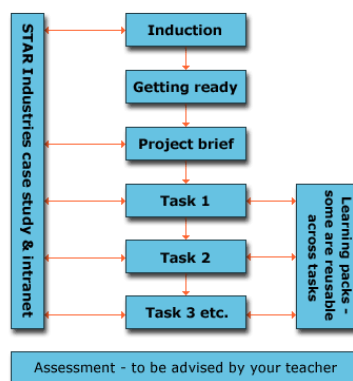 STAR Industries case study & intranet
Induction
Getting ready
Project brief
Task 1
Task 2
Task 3 etc.
Learning packs -
some are reusable
across tasks
Assessment - to be advised by your teacher